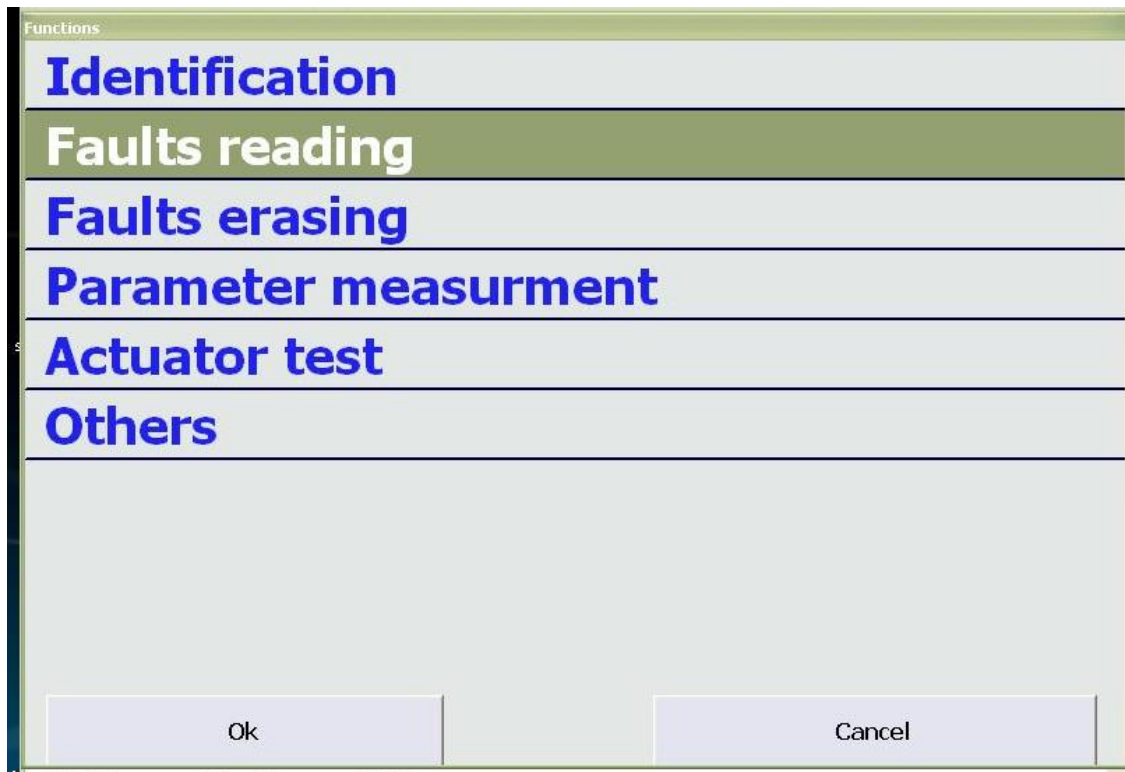 Functions
Identification
Faults reading
Faults erasing
Parameter measurment
Actuator test
Others
Ok
Cancel